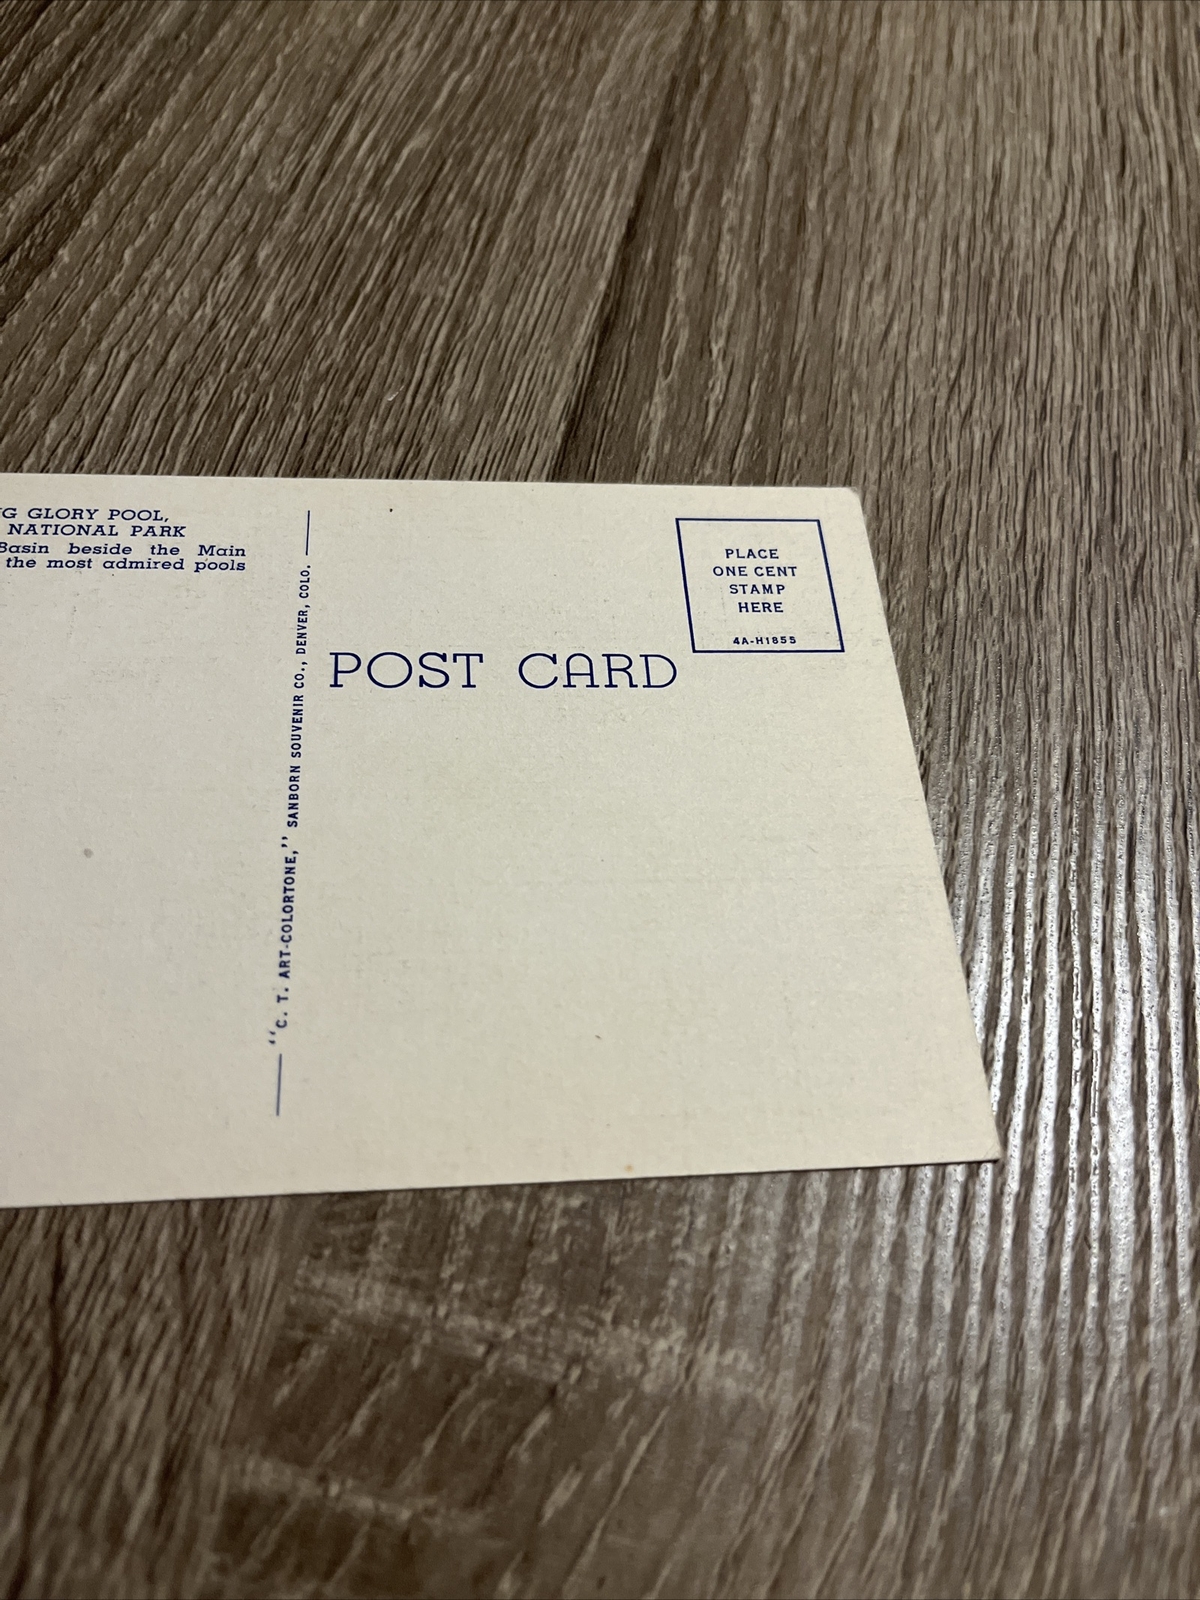 G GLORY POOL,
NATIONAL PARK
Basin beside the Main
the most admired pools
"C. T. ART-COLORTONE," SANBORN SOUVENIR CO., DENVER, COLO.
POST CARD
PLACE
ONE CENT
STAMP
HERE
4A-H1855